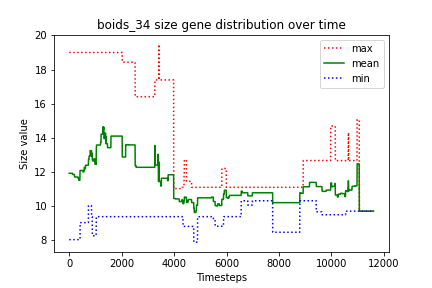 boids_34 size gene distribution over time
max
mean
min
Size value
20
18
16
14
12
10
8
0 2000 4000 6000 8000 10000 12000
Timesteps